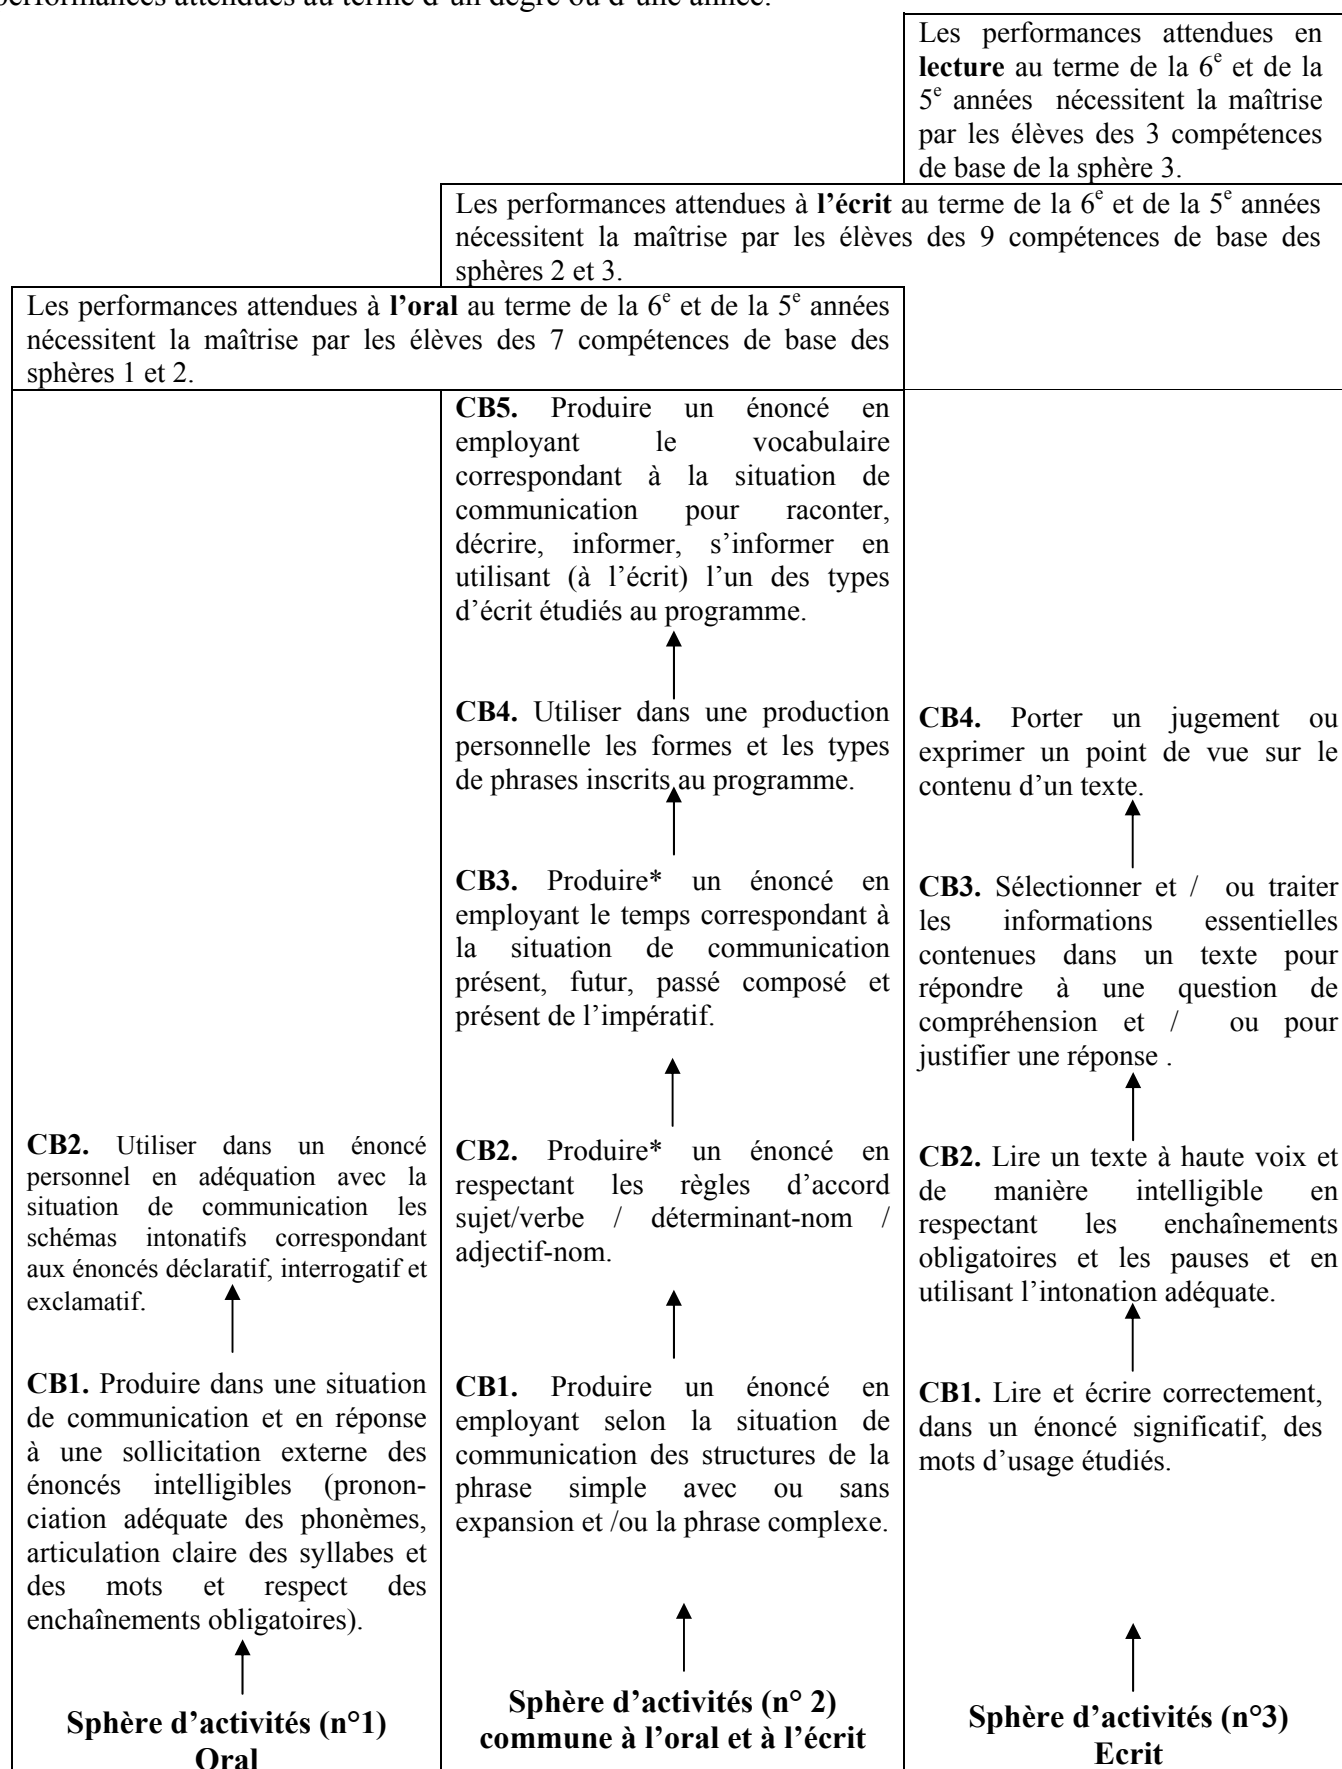 performances attendues au terme d'un degré ou d'une année.
Les performances attendues en
lecture au terme de la 6e et de la
5e années nécessitent la maîtrise
par les élèves des 3 compétences
de base de la sphère 3.
Les performances attendues à l'écrit au terme de la 6e et de la 5e années
nécessitent la maîtrise par les élèves des 9 compétences de base des
sphères 2 et 3.
Les performances attendues à l'oral au terme de la 6e et de la 5e années
nécessitent la maîtrise par les élèves des 7 compétences de base des
sphères 1 et 2.
CB2. Utiliser dans un énoncé
personnel en adéquation avec la
situation de communication les
schémas intonatifs correspondant
aux énoncés déclaratif, interrogatif et
exclamatif.
CB1. Produire dans une situation
de communication et en réponse
à une sollicitation externe des
énoncés intelligibles (pronon-
ciation adéquate des phonèmes,
articulation claire des syllabes et
des mots et respect des
enchaînements obligatoires).
Sphère d'activités (n°1)
Oral
CB5. Produire un énoncé en
employant le vocabulaire
correspondant à la situation de
communication pour raconter,
décrire, informer, s'informer en
utilisant (à l'écrit) l'un des types
d'écrit étudiés au programme.
CB4. Utiliser dans une production
personnelle les formes et les types
de phrases inscrits au programme.
CB3. Produire* un énoncé en
employant le temps correspondant à
la situation de communication
présent, futur, passé composé et
présent de l'impératif.
CB2. Produire* un énoncé en
respectant les règles d'accord
sujet/verbe / déterminant-nom /
adjectif-nom.
CB1. Produire un énoncé en
employant selon la situation de
communication des structures de la
phrase simple avec ou sans
expansion et /ou la phrase complexe.
Sphère d'activités (n° 2)
commune à l'oral et à l'écrit
CB4. Porter un jugement ou
exprimer un point de vue sur le
contenu d'un texte.
CB3. Sélectionner et / ou traiter
les informations essentielles
contenues dans un texte pour
répondre à une question de
compréhension et / ou pour
justifier une réponse .
CB2. Lire un texte à haute voix et
de manière intelligible en
respectant les enchaînements
obligatoires et les pauses et en
utilisant l'intonation adéquate.
CB1. Lire et écrire correctement,
dans un énoncé significatif, des
mots d'usage étudiés.
Sphère d'activités (n°3)
Ecrit